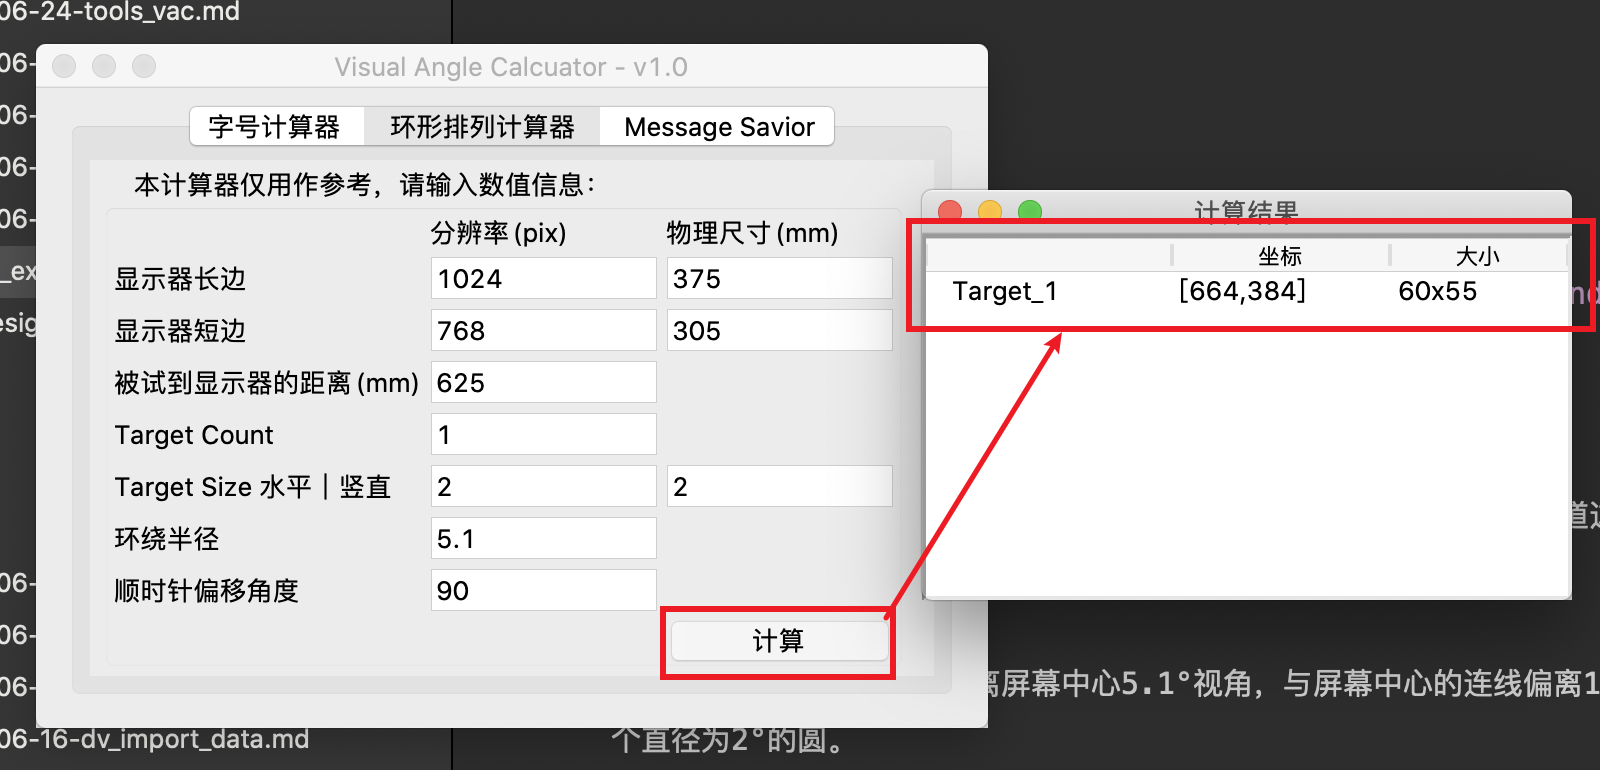 06-24-tools_vac.md
06-
Visual Angle Calcuator - v1.0
06-
字号计算器
环形排列计算器
Message Savior
06-
本计算器仅用作参考，请输入数值信息：
06-
分辨率(pix)
物理尺寸(mm)
计算结果
坐标
大小
_ex
显示器长边
1024
375
Target_1
[664,384]
60x55
nd
esig
显示器短边
768
305
被试到显示器的距离(mm)
625
Target Count
1
Target Size 水平｜竖直
2
2
环绕半径
5.1
06-
顺时针偏移角度
90
06-
计算
06-
离屏幕中心5.1°视角，与屏幕中心的连线偏离1
06-16-dv_import_data.md
个直径为2°的圆。